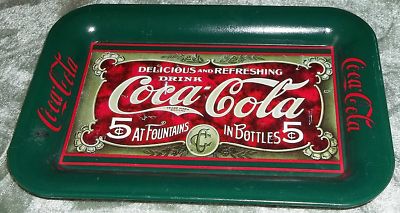 DELICIOUS AND REFRESHING
DRINK
Coca-Cola
5¢ AT FOUNTAINS IN BOTTLES 5¢
Coca-Cola
Coca-Cola